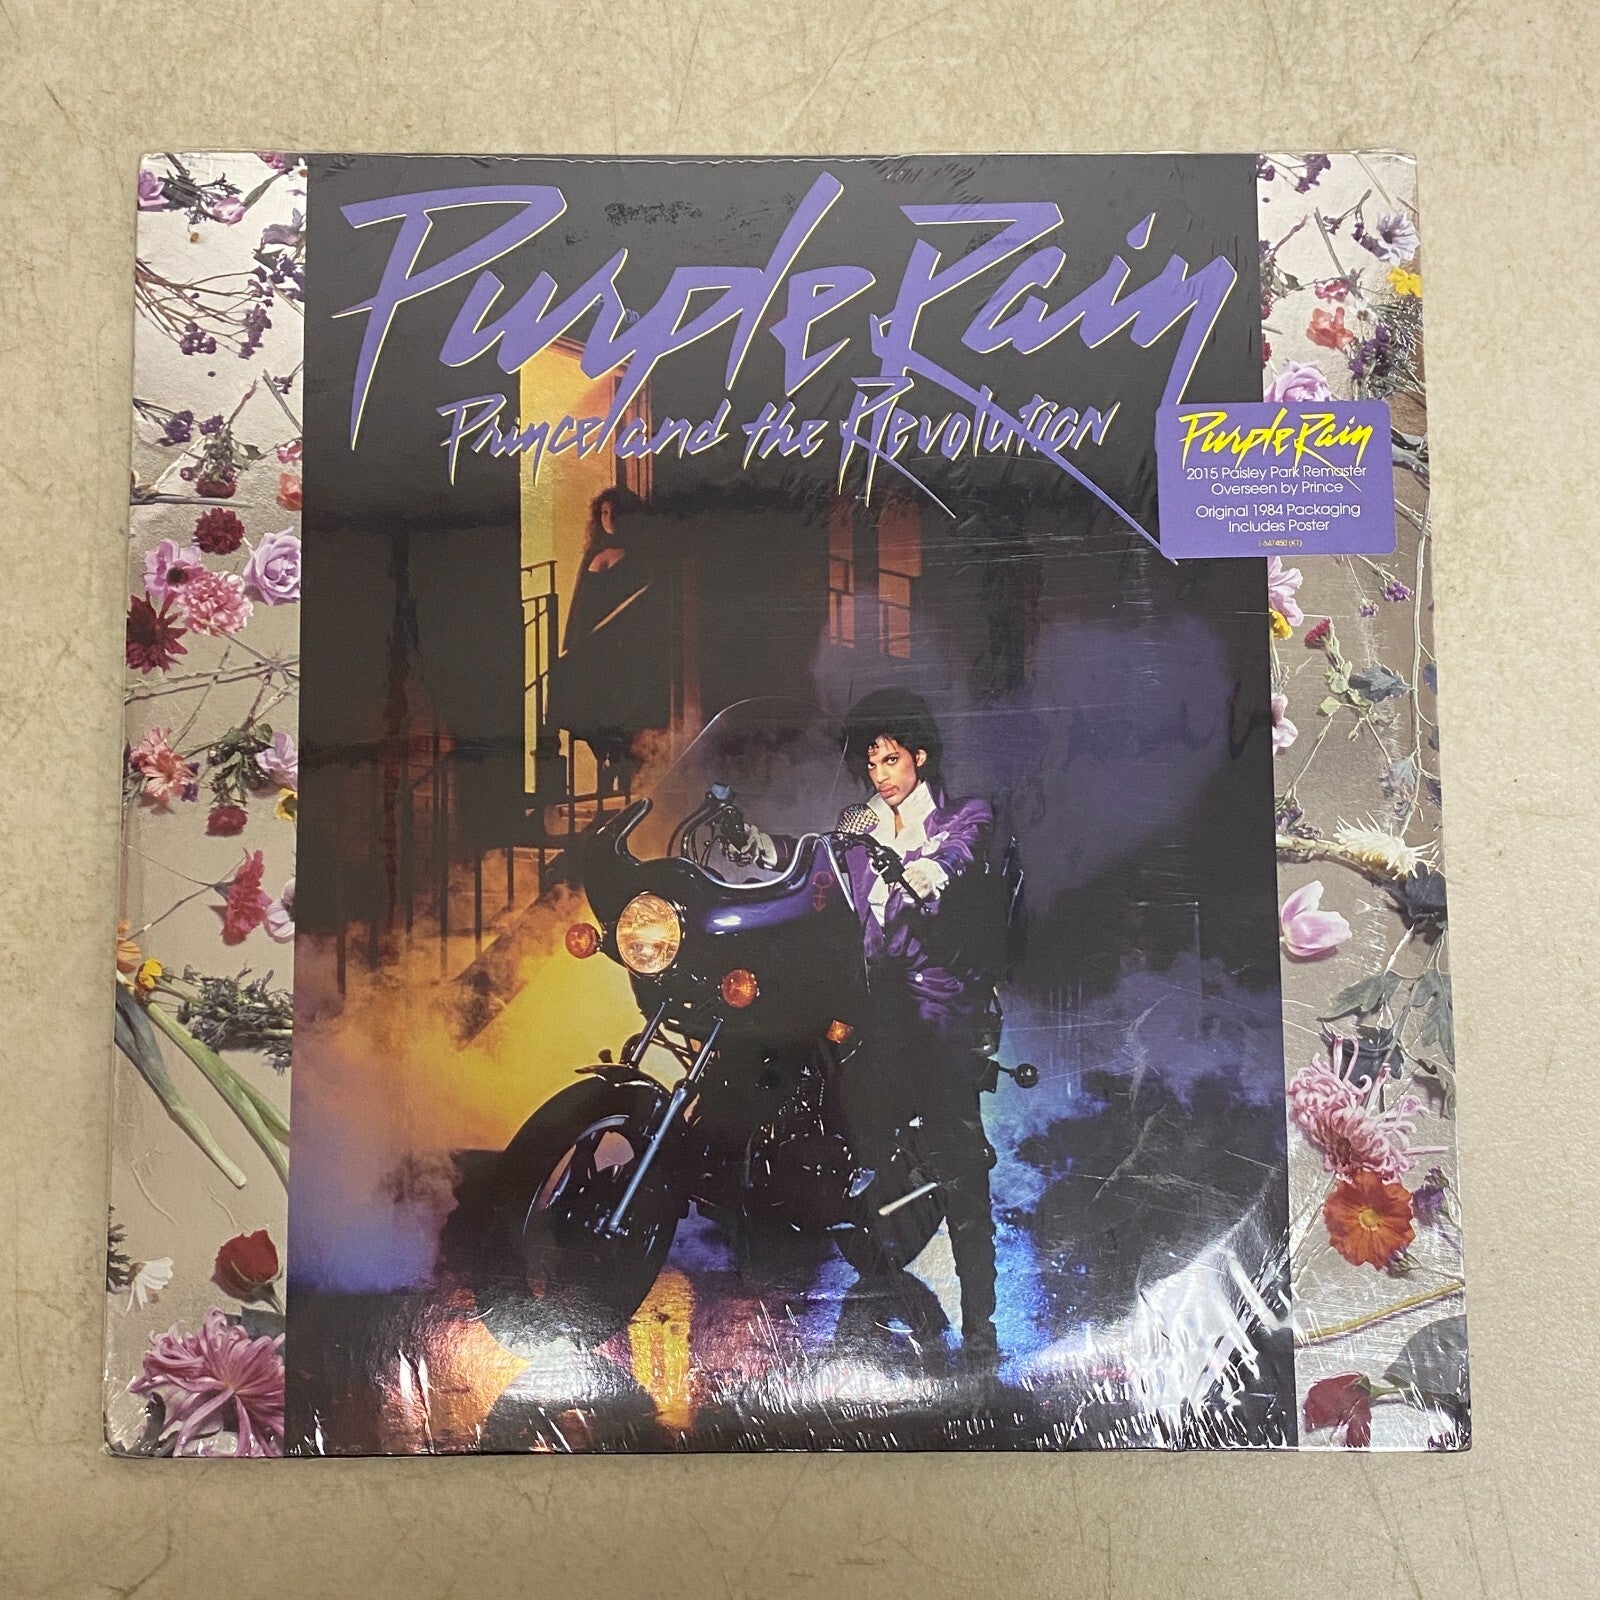 Purple Rain
Prince and the Revolution
Purple Rain
2015 Paisley Park Remaster
Overseen by Prince
Original 1984 Packaging
Includes Poster